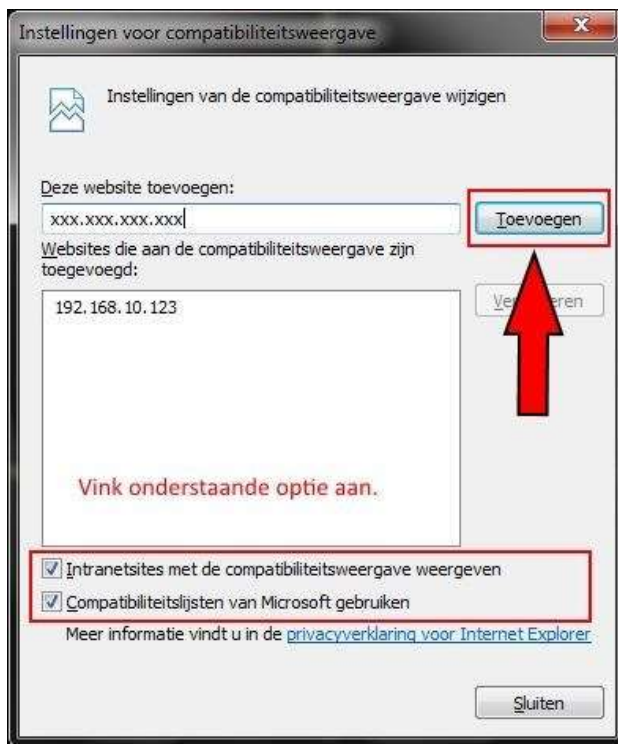 Instellingen voor compatibiliteitsweergave
Instellingen van de compatibiliteitsweergave wijzigen
Deze website toevoegen:
xxx.xxx.xxx.xxx
Toevoegen
Websites die aan de compatibiliteitsweergave zijn
toegevoegd:
192.168.10.123
Vink onderstaande optie aan.
Intranetsites met de compatibiliteitsweergave weergeven
Compatibiliteitslijsten van Microsoft gebruiken
Meer informatie vindt u in de privacyverklaring voor Internet Explorer
Sluiten